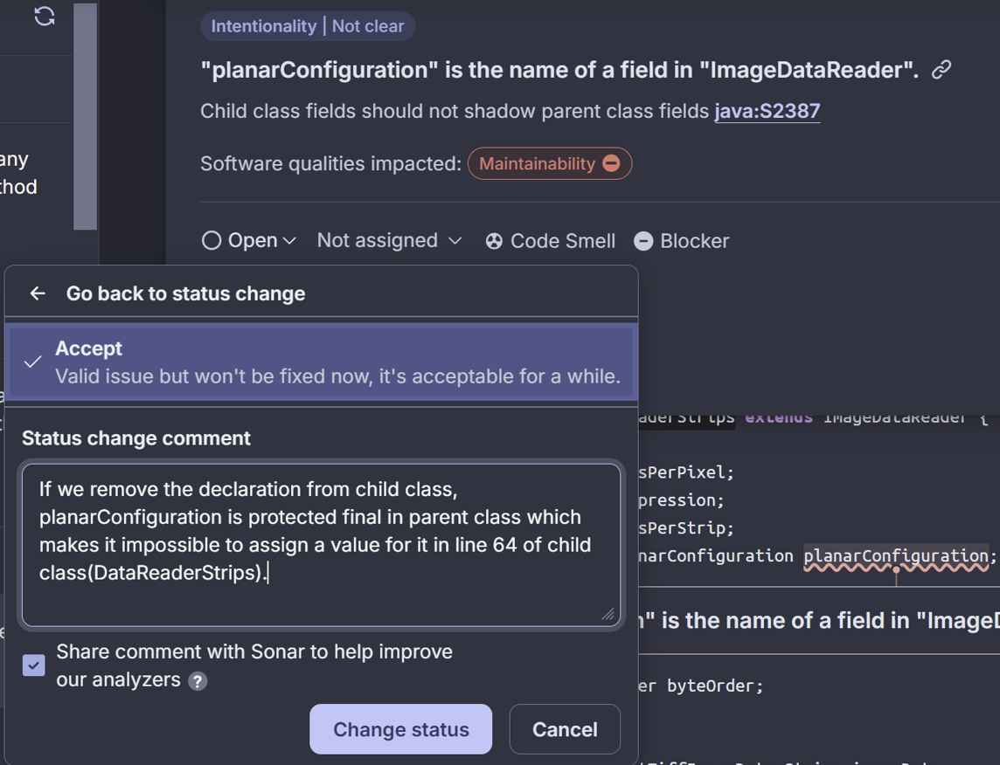 Intentionality | Not clear
"planarConfiguration" is the name of a field in "ImageDataReader".
Child class fields should not shadow parent class fields java:S2387
any
Software qualities impacted: Maintainability
thod
Open Not assigned Code Smell Blocker
Go back to status change
Accept
Valid issue but won't be fixed now, it's acceptable for a while.
aderStrips extends ImageDataReader {
Status change comment
If we remove the declaration from child class,
planarConfiguration is protected final in parent class which
makes it impossible to assign a value for it in line 64 of child
class(DataReaderStrips).
sPerPixel;
pression;
sPerStrip;
narConfiguration planarConfiguration;
n" is the name of a field in "ImageD
Share comment with Sonar to help improve
our analyzers ?
er byteOrder;
Change status Cancel